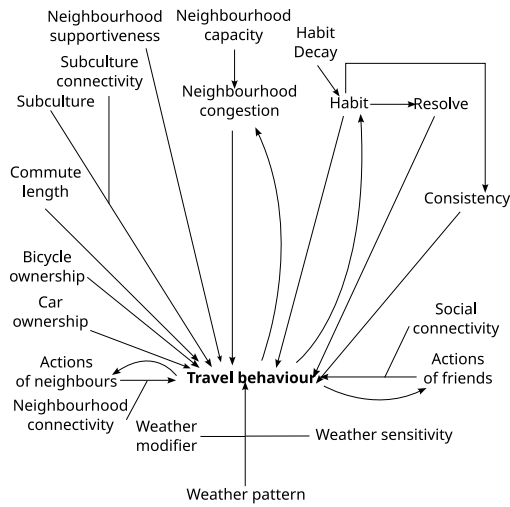 Neighbourhood
supportiveness
Neighbourhood
capacity
Habit
Decay
Subculture
connectivity
Subculture
Neighbourhood
congestion
Habit
Resolve
Commute
length
Consistency
Bicycle
ownership
Car
ownership
Social
connectivity
Actions
of neighbours
Travel behaviour
Actions
of friends
Neighbourhood
connectivity
Weather
modifier
Weather sensitivity
Weather pattern